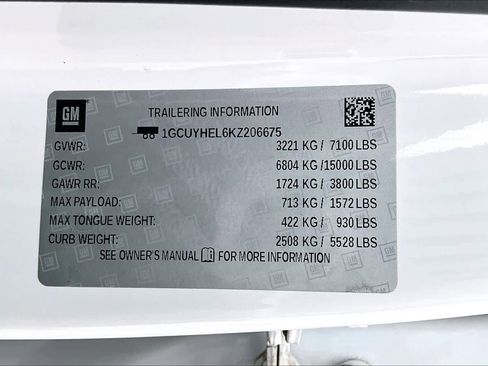 GM
TRAILERING INFORMATION
1GCUYHEL6KZ206675
GVWR: 3221 KG / 7100 LBS
GCWR: 6804 KG /15000 LBS
GAWR RR: 1724 KG / 3800 LBS
MAX PAYLOAD: 713 KG / 1572 LBS
MAX TONGUE WEIGHT: 422 KG / 930 LBS
CURB WEIGHT: 2508 KG / 5528 LBS
SEE OWNER'S MANUAL FOR MORE INFORMATION